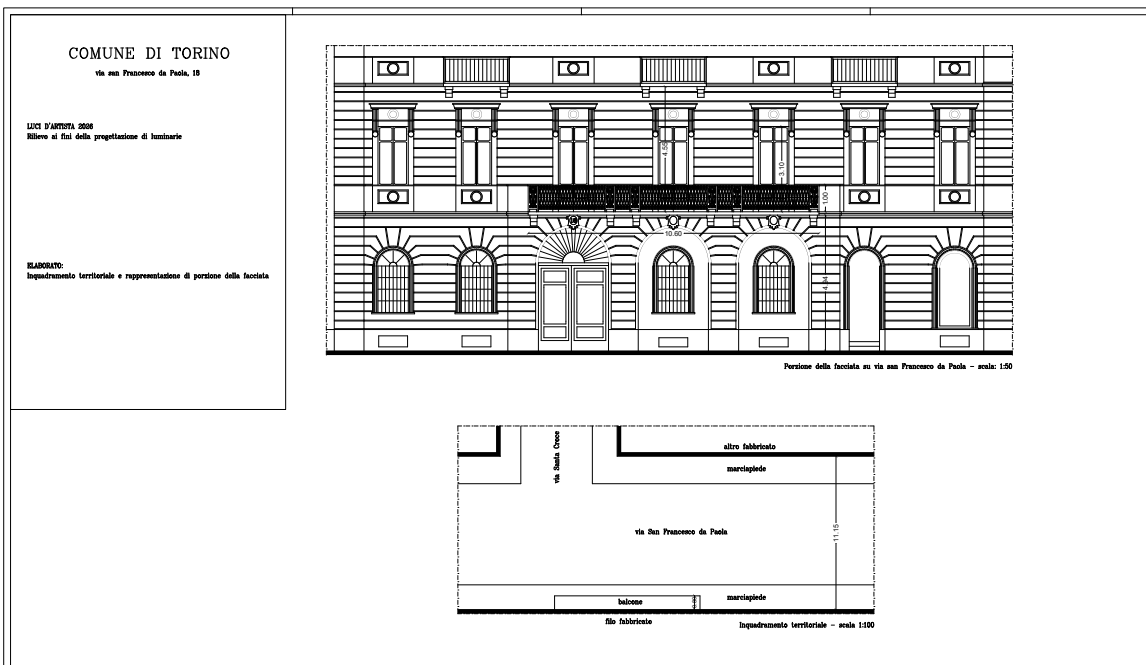 COMUNE DI TORINO
via san Francesco da Paola, 18
LUCI D'ARTISTA 2026
Rilievo ai fini della progettazione di luminarie
ELABORATO:
Inquadramento territoriale e rappresentazione di porzione della facciata
4.55
3.10
1.00
10.60
4.84
Porzione della facciata su via san Francesco da Paola - scala: 1:50
via Santa Croce
altro fabbricato
marciapiede
via San Francesco da Paola
11.15
balcone
marciapiede
filo fabbricato
Inquadramento territoriale - scala 1:100